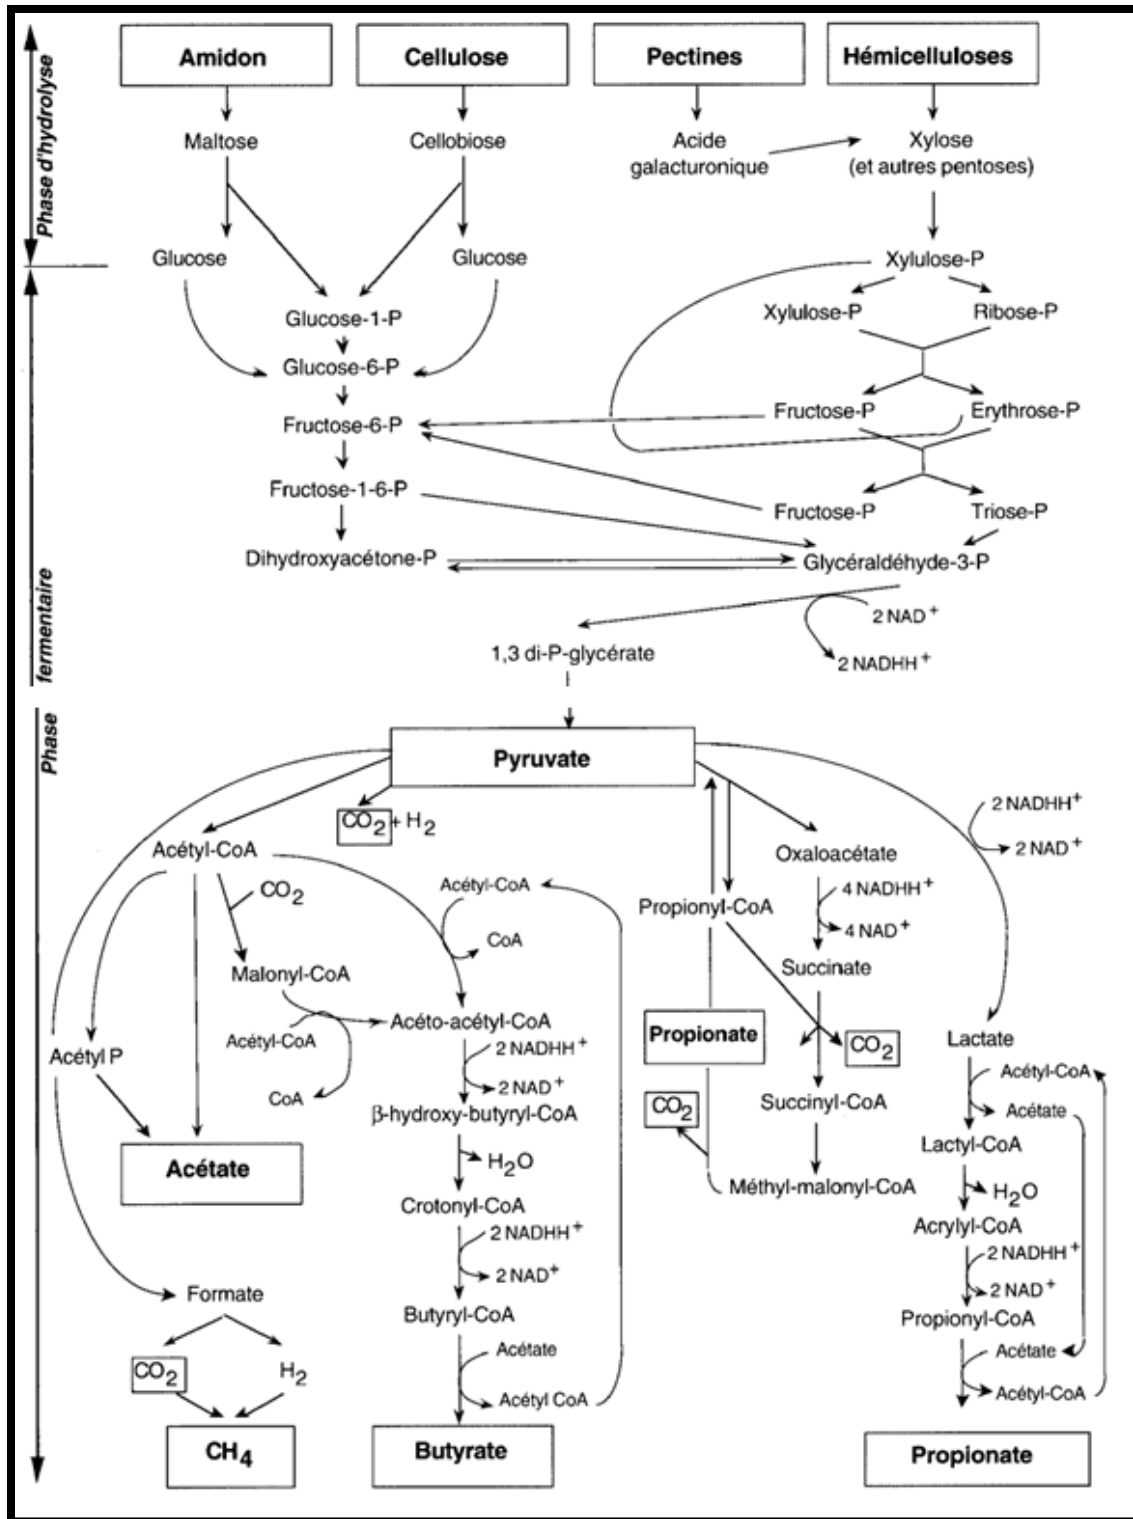 Phase d'hydrolyse
Amidon
Cellulose
Pectines
Hémicelluloses
Maltose
Cellobiose
Acide
galacturonique
Xylose
(et autres pentoses)
Glucose
Glucose
Xylulose-P
Glucose-1-P
Xylulose-P
Ribose-P
Glucose-6-P
Fructose-6-P
Fructose-P
Erythrose-P
Fructose-1-6-P
Fructose-P
Triose-P
Dihydroxyacétone-P
Glycéraldéhyde-3-P
fermentaire
2 NAD+
1,3 di-P-glycérate
2 NADHH+
Phase
Pyruvate
CO2 + H2
2 NADHH+
2 NAD+
Acétyl-CoA
Oxaloacétate
CO2
Acétyl-CoA
4 NADHH+
Propionyl-CoA
4 NAD+
CoA
Malonyl-CoA
Succinate
Acéto-acétyl-CoA
Acétyl-CoA
Propionate
CO2
Lactate
Acétyl P
2 NADHH+
2 NAD+
Acétyl-CoA
CoA
CO2
Succinyl-CoA
Acétate
β-hydroxy-butyryl-CoA
Lactyl-CoA
Acétate
H2O
Méthyl-malonyl-CoA
H2O
Crotonyl-CoA
Acrylyl-CoA
2 NADHH+
2 NADHH+
2 NAD+
2 NAD+
Formate
Butyryl-CoA
Propionyl-CoA
Acétate
Acétate
CO2
H2
Acétyl CoA
Acétyl-CoA
CH4
Butyrate
Propionate